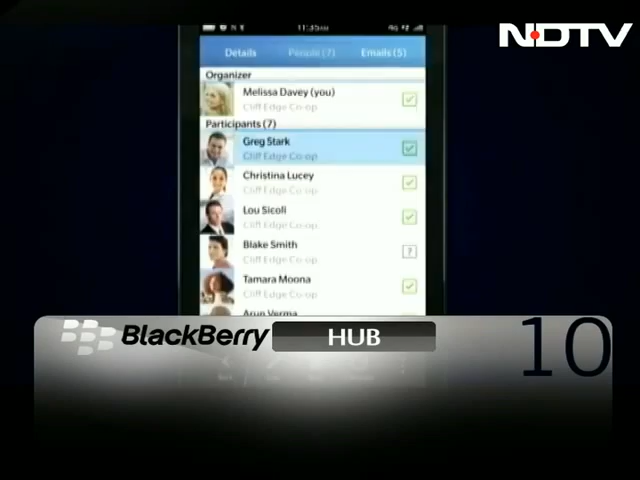 11:35
NDTV
Details People (7) Emails (5)
Organizer
Melissa Davey (you)
Cliff Edge Co-op
Participants (7)
Greg Stark
Cliff Edge Co-op
Christina Lucey
Cliff Edge Co-op
Lou Sicoli
Cliff Edge Co-op
Blake Smith
Cliff Edge Co-op
?
Tamara Moona
Cliff Edge Co-op
Arun Verma
BlackBerry HUB 10